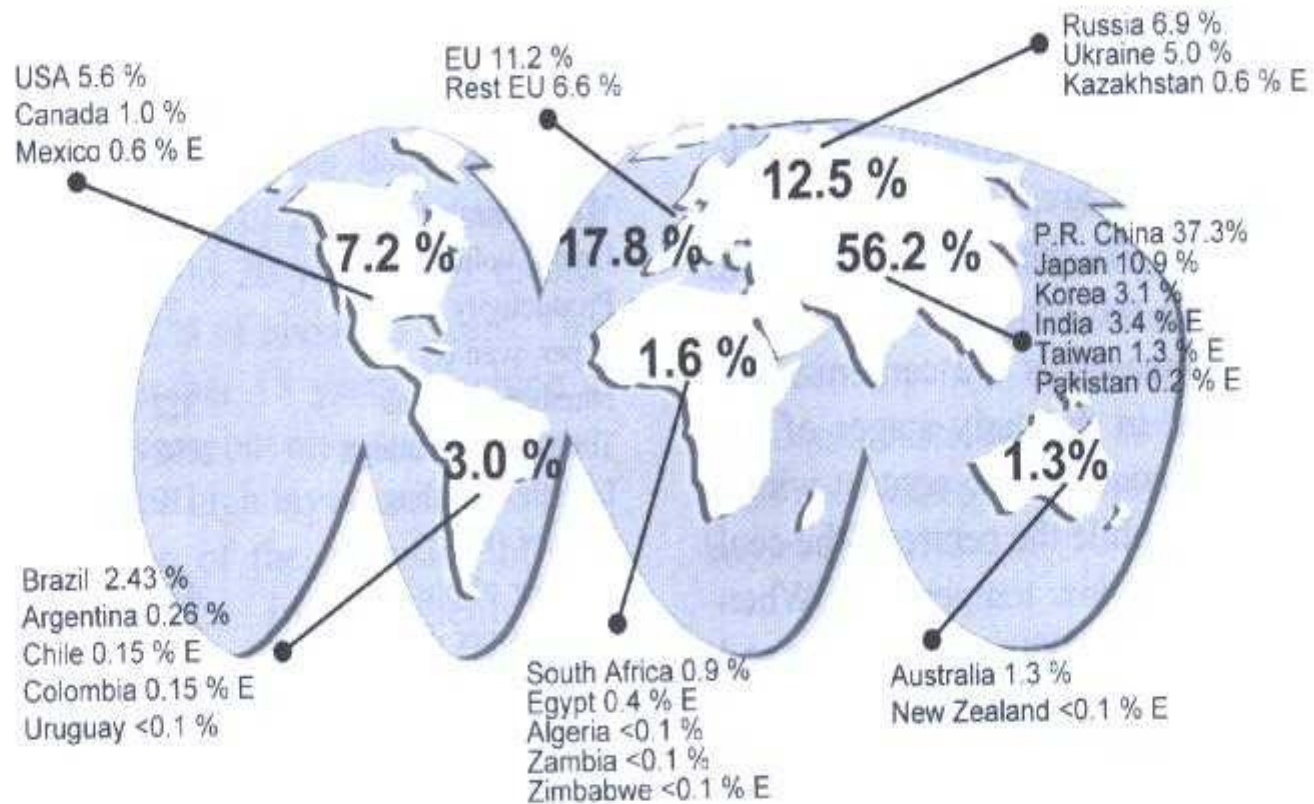 USA 5.6 %
Canada 1.0 %
Mexico 0.6 % E
EU 11.2 %
Rest EU 6.6 %
Russia 6.9 %
Ukraine 5.0 %
Kazakhstan 0.6 % E
12.5 %
7.2 %
17.8 %
56.2 %
P.R. China 37.3%
Japan 10.9 %
Korea 3.1 %
India 3.4 % E
Taiwan 1.3 % E
Pakistan 0.2 % E
1.6 %
3.0 %
1.3%
Brazil 2.43 %
Argentina 0.26 %
Chile 0.15 % E
Colombia 0.15 % E
Uruguay <0.1 %
South Africa 0.9 %
Egypt 0.4 % E
Algeria <0.1 %
Zambia <0.1 %
Zimbabwe <0.1 % E
Australia 1.3 %
New Zealand <0.1 % E